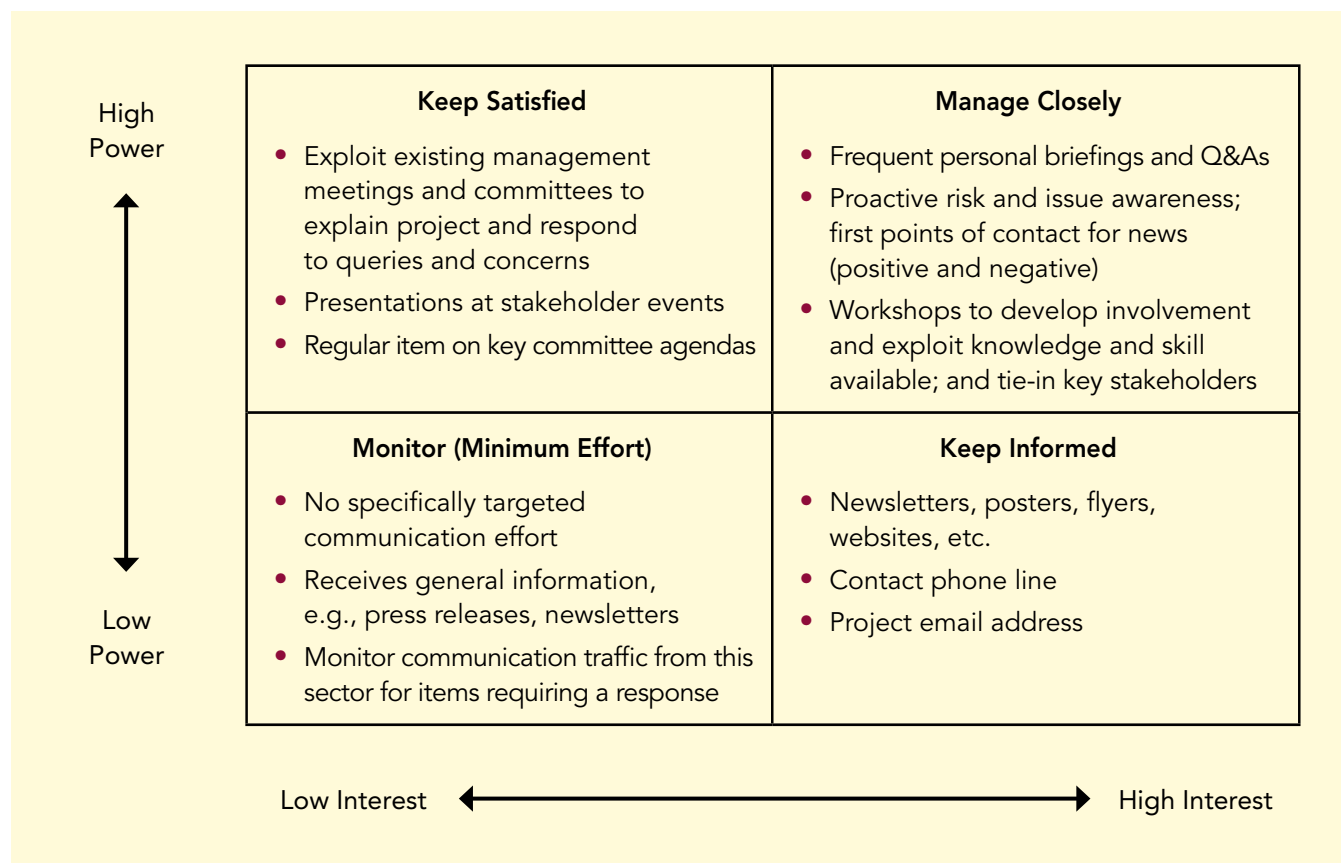 High
Power
Keep Satisfied
• Exploit existing management
meetings and committees to
explain project and respond
to queries and concerns
• Presentations at stakeholder events
• Regular item on key committee agendas
Manage Closely
• Frequent personal briefings and Q&As
• Proactive risk and issue awareness;
first points of contact for news
(positive and negative)
• Workshops to develop involvement
and exploit knowledge and skill
available; and tie-in key stakeholders
Low
Power
Monitor (Minimum Effort)
• No specifically targeted
communication effort
• Receives general information,
e.g., press releases, newsletters
• Monitor communication traffic from this
sector for items requiring a response
Keep Informed
• Newsletters, posters, flyers,
websites, etc.
• Contact phone line
• Project email address
Low Interest
High Interest